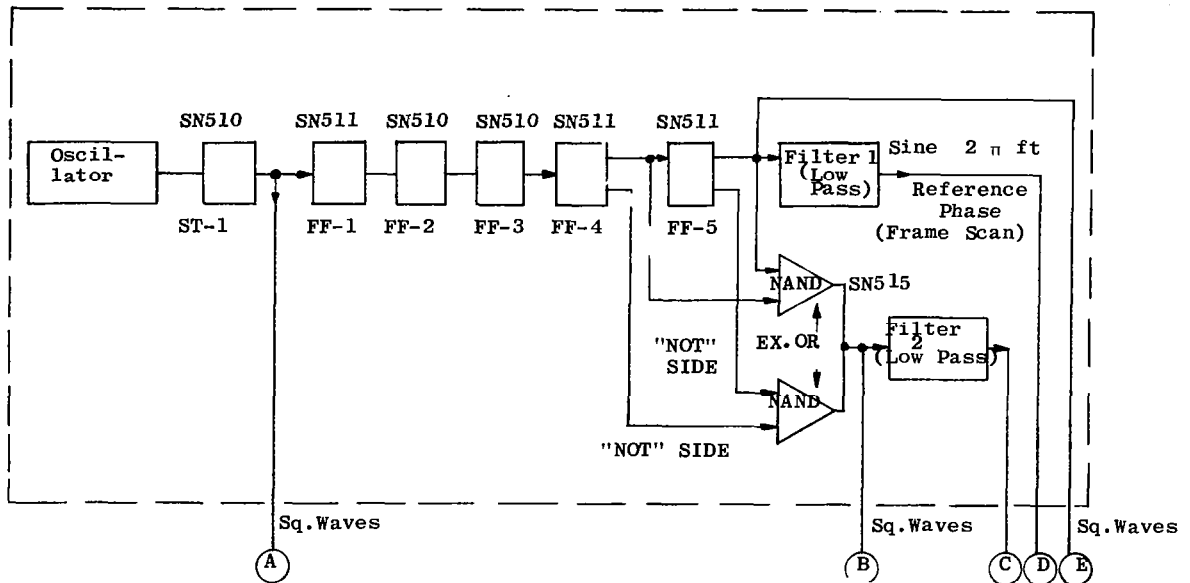 SN510
SN511
SN510
SN510
SN511
SN511
Oscil-
lator
Filter 1
(Low
Pass)
Sine 2 π ft
Reference
Phase
(Frame Scan)
ST-1
FF-1
FF-2
FF-3
FF-4
FF-5
NAND
SN515
"NOT"
SIDE
EX.OR
Filter
2
(Low Pass)
NAND
"NOT" SIDE
Sq.Waves
Sq.Waves
Sq.Waves
A
B
C
D
E